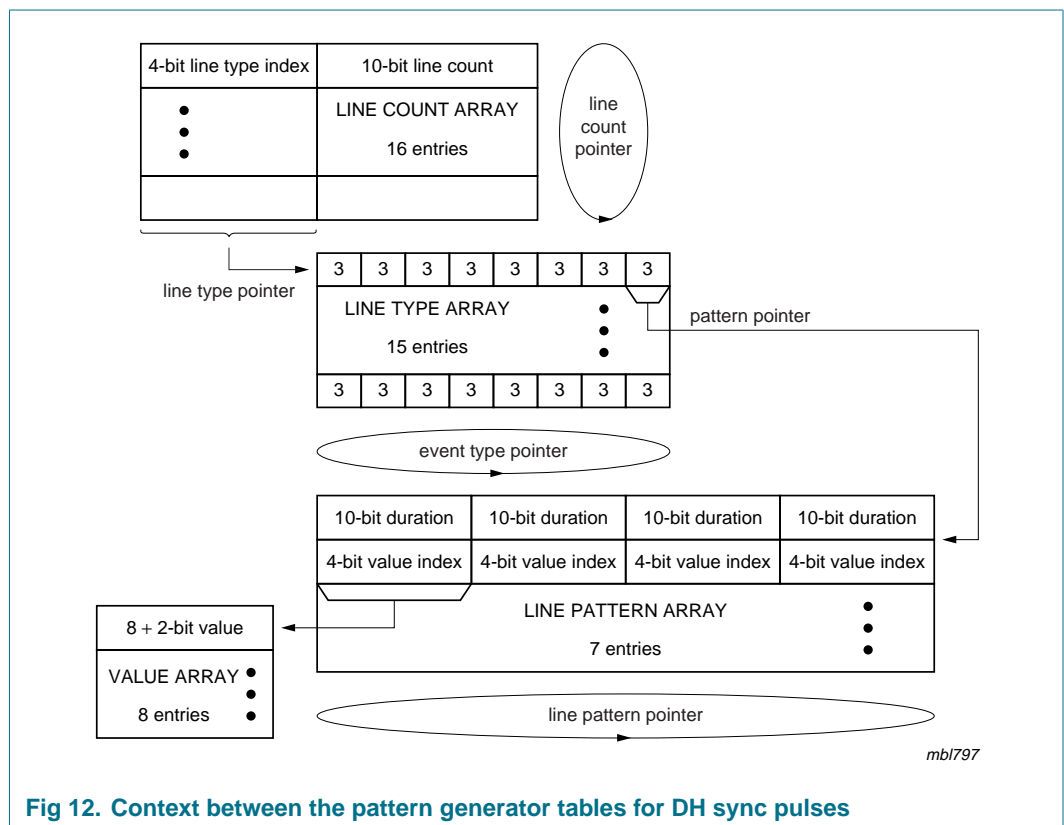 4-bit line type index 10-bit line count
LINE COUNT ARRAY
16 entries
line
count
pointer
3 3 3 3 3 3 3 3
line type pointer
LINE TYPE ARRAY
15 entries
pattern pointer
3 3 3 3 3 3 3 3
event type pointer
10-bit duration 10-bit duration 10-bit duration 10-bit duration
4-bit value index 4-bit value index 4-bit value index 4-bit value index
LINE PATTERN ARRAY
7 entries
8 + 2-bit value
VALUE ARRAY
8 entries
line pattern pointer
mbl797
Fig 12. Context between the pattern generator tables for DH sync pulses